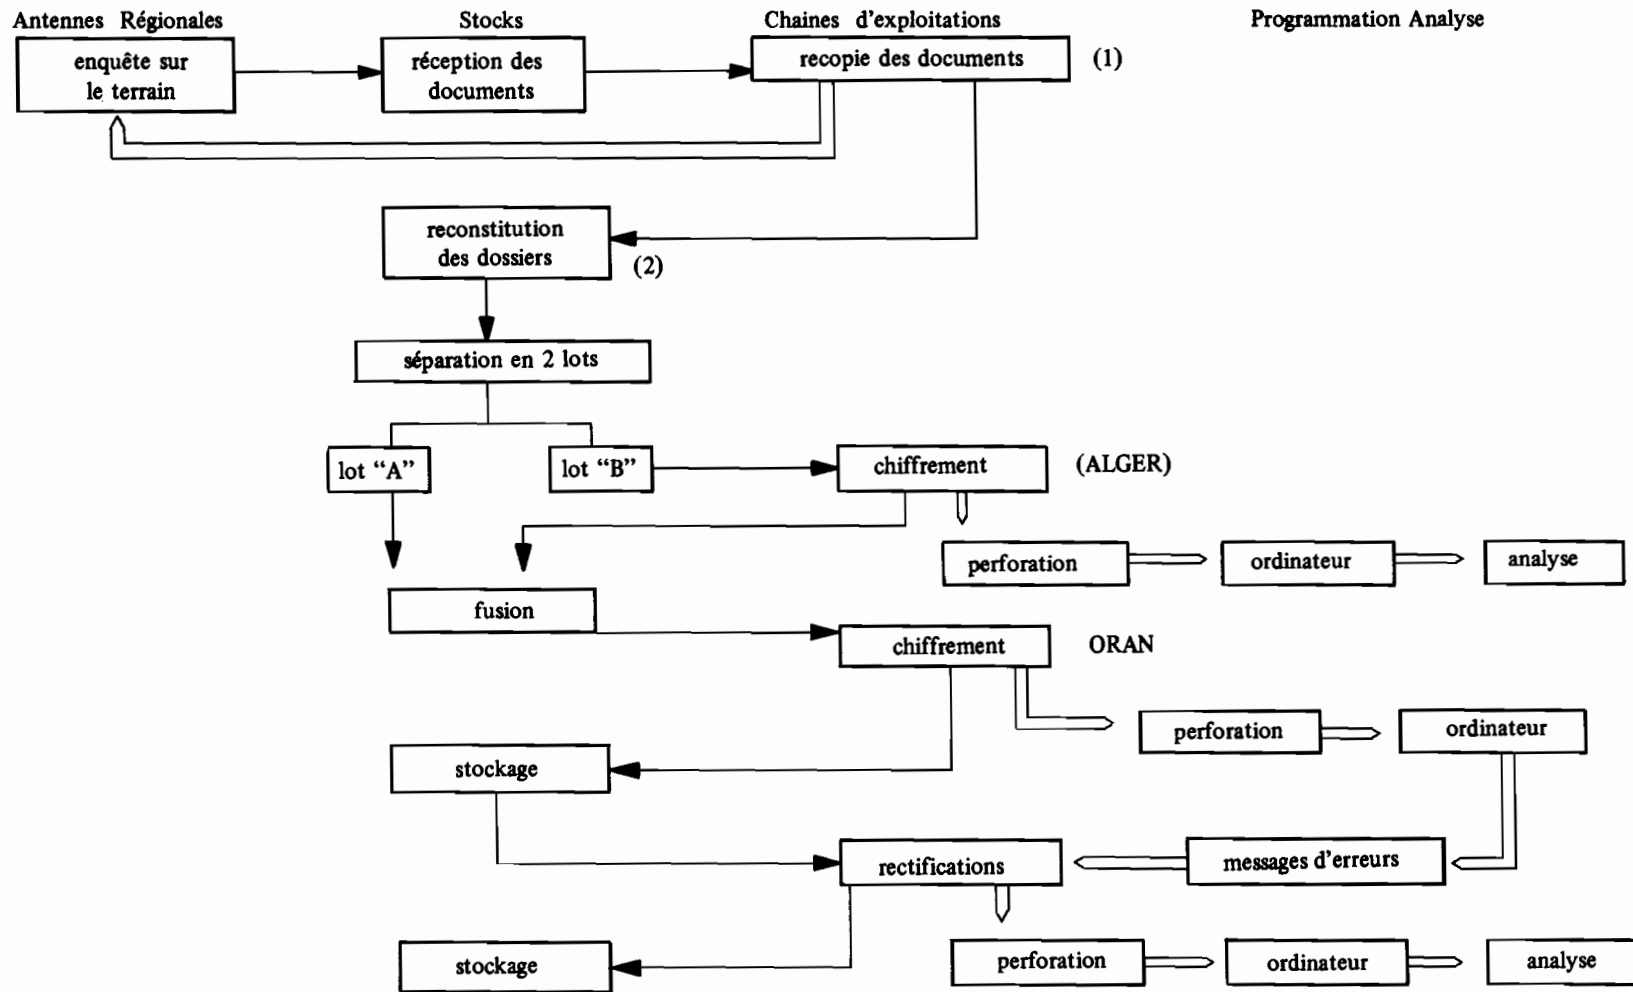 Antennes Régionales
Stocks
Chaines d'exploitations
Programmation Analyse
enquête sur
le terrain
réception des
documents
recopie des documents
(1)
reconstitution
des dossiers
(2)
séparation en 2 lots
lot “A”
lot “B”
chiffrement
(ALGER)
perforation
ordinateur
analyse
fusion
chiffrement
ORAN
perforation
ordinateur
stockage
rectifications
messages d'erreurs
stockage
perforation
ordinateur
analyse